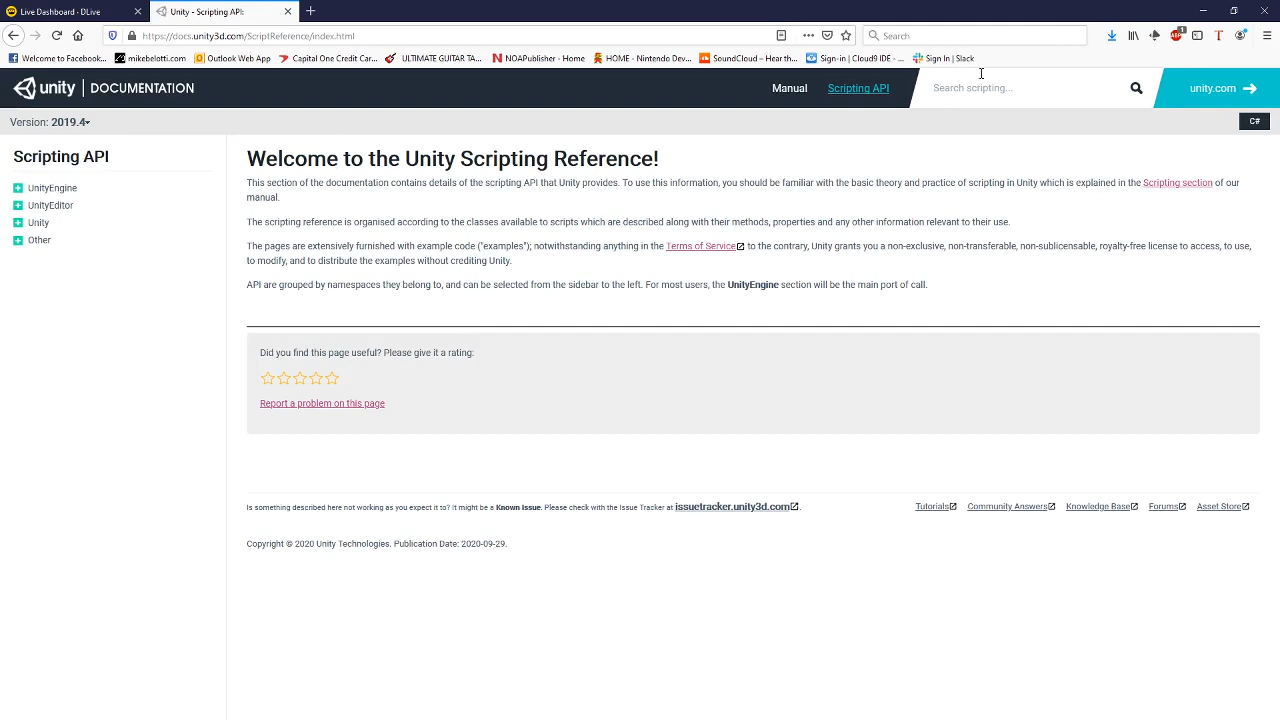 Live Dashboard - DLive
Unity - Scripting API:
https://docs.unity3d.com/ScriptReference/index.html
Search
1
Welcome to Facebook...
mikebelotti.com
Outlook Web App
Capital One Credit Car...
ULTIMATE GUITAR TA...
NOAPublisher - Home
HOME - Nintendo Dev...
SoundCloud – Hear th...
Sign-in | Cloud9 IDE - ...
Sign In | Slack
unity | DOCUMENTATION
Manual
Scripting API
Search scripting...
unity.com
Version: 2019.4
C#
Scripting API
UnityEngine
UnityEditor
Unity
Other
Welcome to the Unity Scripting Reference!
This section of the documentation contains details of the scripting API that Unity provides. To use this information, you should be familiar with the basic theory and practice of scripting in Unity which is explained in the Scripting section of our
manual.
The scripting reference is organised according to the classes available to scripts which are described along with their methods, properties and any other information relevant to their use.
The pages are extensively furnished with example code ("examples"); notwithstanding anything in the Terms of Service to the contrary, Unity grants you a non-exclusive, non-transferable, non-sublicensable, royalty-free license to access, to use,
to modify, and to distribute the examples without crediting Unity.
API are grouped by namespaces they belong to, and can be selected from the sidebar to the left. For most users, the UnityEngine section will be the main port of call.
Did you find this page useful? Please give it a rating:
Report a problem on this page
Is something described here not working as you expect it to? It might be a Known Issue. Please check with the Issue Tracker at issuetracker.unity3d.com.
Tutorials
Community Answers
Knowledge Base
Forums
Asset Store
Copyright © 2020 Unity Technologies. Publication Date: 2020-09-29.